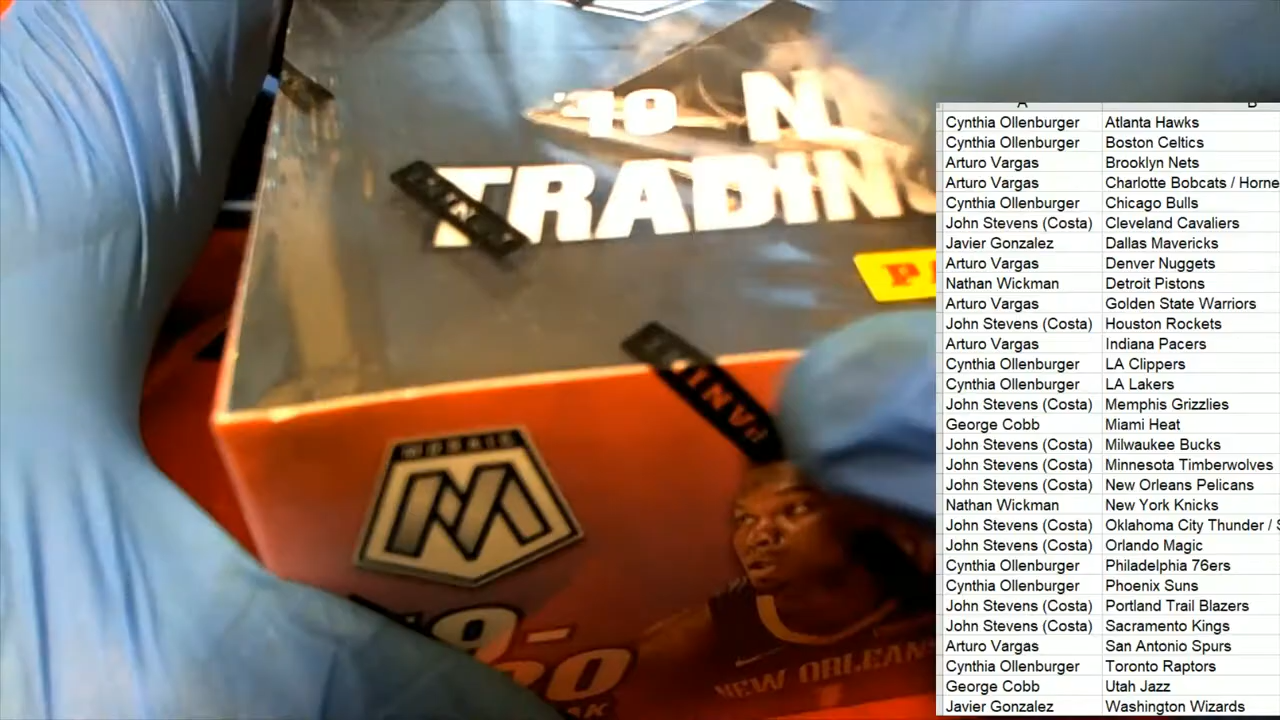 '19 N
TRADING
PANINI
PANINI
MOSAIC
M
NEW ORLEANS
A B
Cynthia Ollenburger Atlanta Hawks
Cynthia Ollenburger Boston Celtics
Arturo Vargas Brooklyn Nets
Arturo Vargas Charlotte Bobcats / Horne
Cynthia Ollenburger Chicago Bulls
John Stevens (Costa) Cleveland Cavaliers
Javier Gonzalez Dallas Mavericks
Arturo Vargas Denver Nuggets
Nathan Wickman Detroit Pistons
Arturo Vargas Golden State Warriors
John Stevens (Costa) Houston Rockets
Arturo Vargas Indiana Pacers
Cynthia Ollenburger LA Clippers
Cynthia Ollenburger LA Lakers
John Stevens (Costa) Memphis Grizzlies
George Cobb Miami Heat
John Stevens (Costa) Milwaukee Bucks
John Stevens (Costa) Minnesota Timberwolves
John Stevens (Costa) New Orleans Pelicans
Nathan Wickman New York Knicks
John Stevens (Costa) Oklahoma City Thunder / S
John Stevens (Costa) Orlando Magic
Cynthia Ollenburger Philadelphia 76ers
Cynthia Ollenburger Phoenix Suns
John Stevens (Costa) Portland Trail Blazers
John Stevens (Costa) Sacramento Kings
Arturo Vargas San Antonio Spurs
Cynthia Ollenburger Toronto Raptors
George Cobb Utah Jazz
Javier Gonzalez Washington Wizards